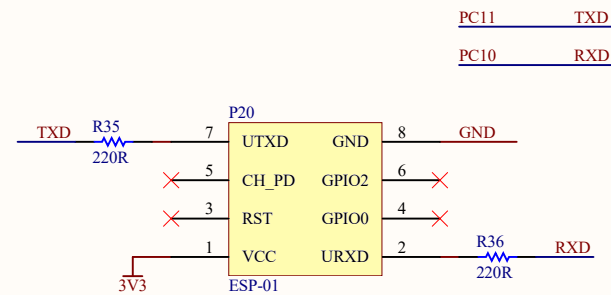 PC11 TXD
PC10 RXD
P20
TXD R35 220R 7 UTXD GND 8 GND
5 CH_PD GPIO2 6
3 RST GPIO0 4
1 VCC URXD 2 R36 220R RXD
3V3
ESP-01